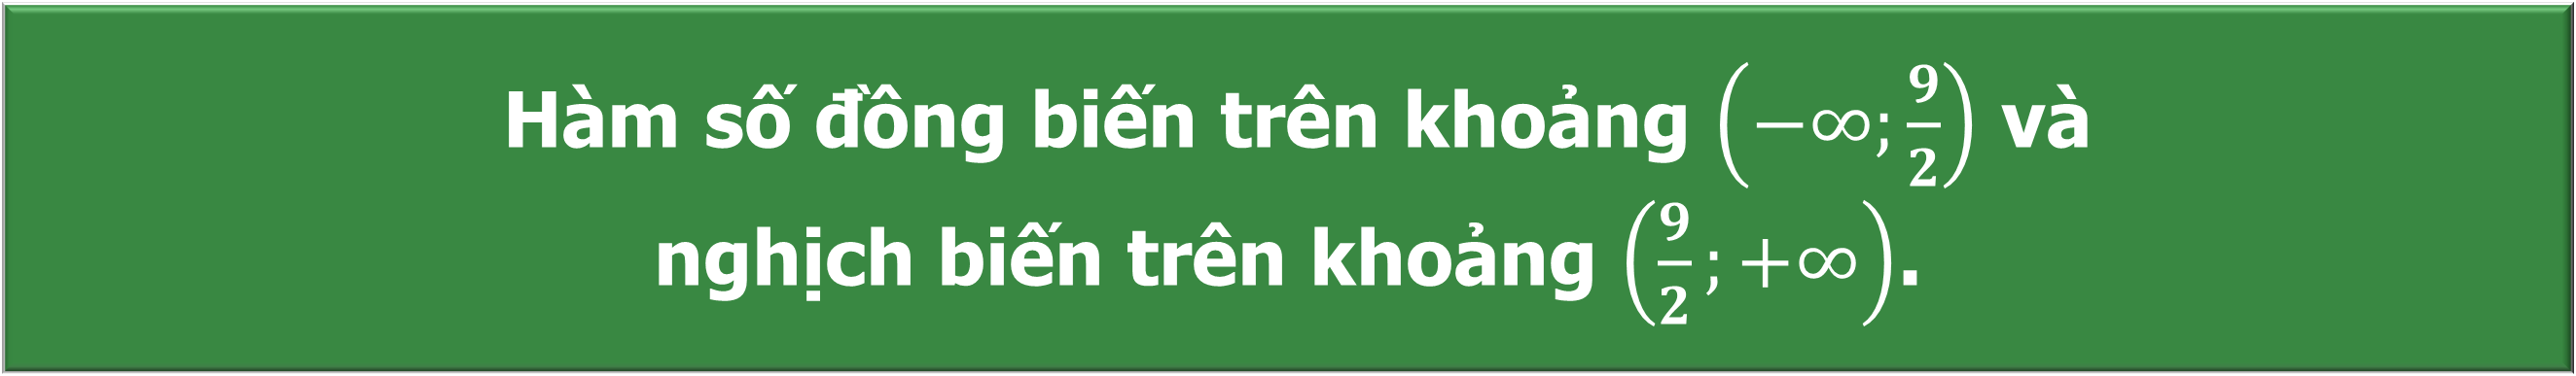 Hàm số đồng biến trên khoảng (−∞; 9/2) và
nghịch biến trên khoảng (9/2 ; +∞).